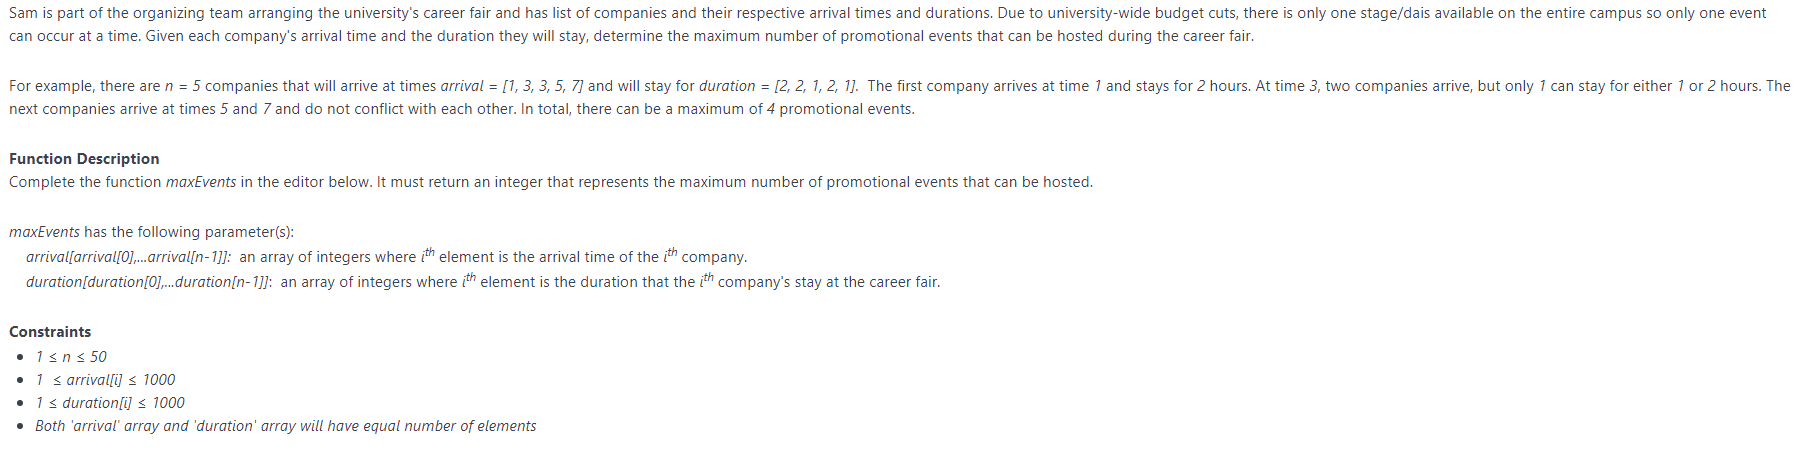 Sam is part of the organizing team arranging the university's career fair and has list of companies and their respective arrival times and durations. Due to university-wide budget cuts, there is only one stage/dais available on the entire campus so only one event
can occur at a time. Given each company's arrival time and the duration they will stay, determine the maximum number of promotional events that can be hosted during the career fair.
For example, there are n = 5 companies that will arrive at times arrival = [1, 3, 3, 5, 7] and will stay for duration = [2, 2, 1, 2, 1]. The first company arrives at time 1 and stays for 2 hours. At time 3, two companies arrive, but only 1 can stay for either 1 or 2 hours. The
next companies arrive at times 5 and 7 and do not conflict with each other. In total, there can be a maximum of 4 promotional events.
Function Description
Complete the function maxEvents in the editor below. It must return an integer that represents the maximum number of promotional events that can be hosted.
maxEvents has the following parameter(s):
arrival[arrival[0],...arrival[n-1]]: an array of integers where ith element is the arrival time of the ith company.
duration[duration[0],...duration[n-1]]: an array of integers where ith element is the duration that the ith company's stay at the career fair.
Constraints
• 1 ≤ n ≤ 50
• 1 ≤ arrival[i] ≤ 1000
• 1 ≤ duration[i] ≤ 1000
• Both 'arrival' array and 'duration' array will have equal number of elements